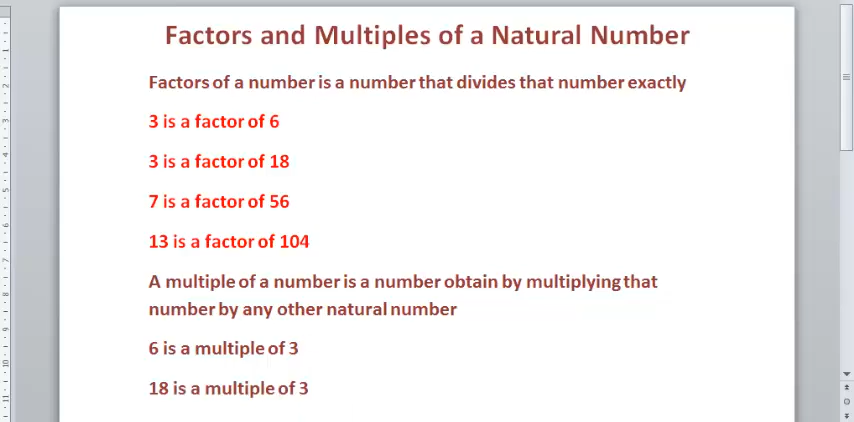 Factors and Multiples of a Natural Number
Factors of a number is a number that divides that number exactly
3 is a factor of 6
3 is a factor of 18
7 is a factor of 56
13 is a factor of 104
A multiple of a number is a number obtain by multiplying that
number by any other natural number
6 is a multiple of 3
18 is a multiple of 3